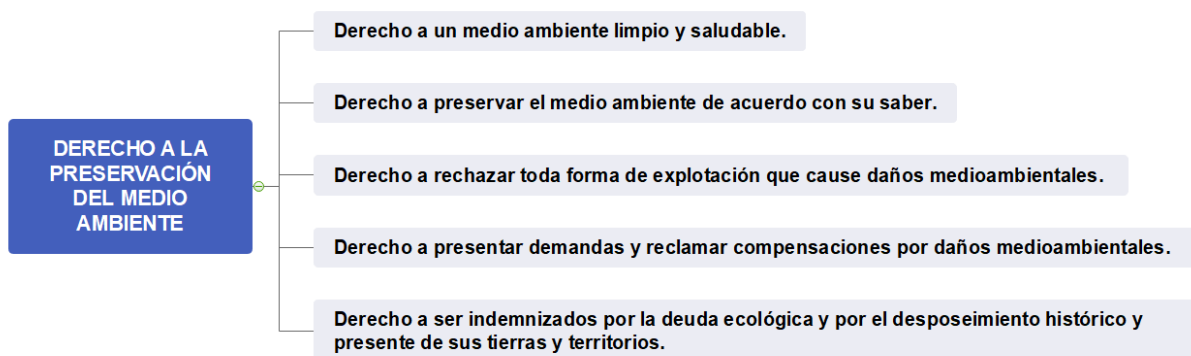 DERECHO A LA
PRESERVACIÓN
DEL MEDIO
AMBIENTE
Derecho a un medio ambiente limpio y saludable.
Derecho a preservar el medio ambiente de acuerdo con su saber.
Derecho a rechazar toda forma de explotación que cause daños medioambientales.
Derecho a presentar demandas y reclamar compensaciones por daños medioambientales.
Derecho a ser indemnizados por la deuda ecológica y por el desposeimiento histórico y
presente de sus tierras y territorios.